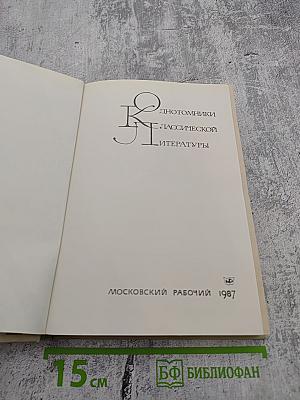 ОДНОТОМНИКИ
КЛАССИЧЕСКОЙ
ЛИТЕРАТУРЫ
МОСКОВСКИЙ РАБОЧИЙ 1987
15 см БФ БИБЛИОФАН